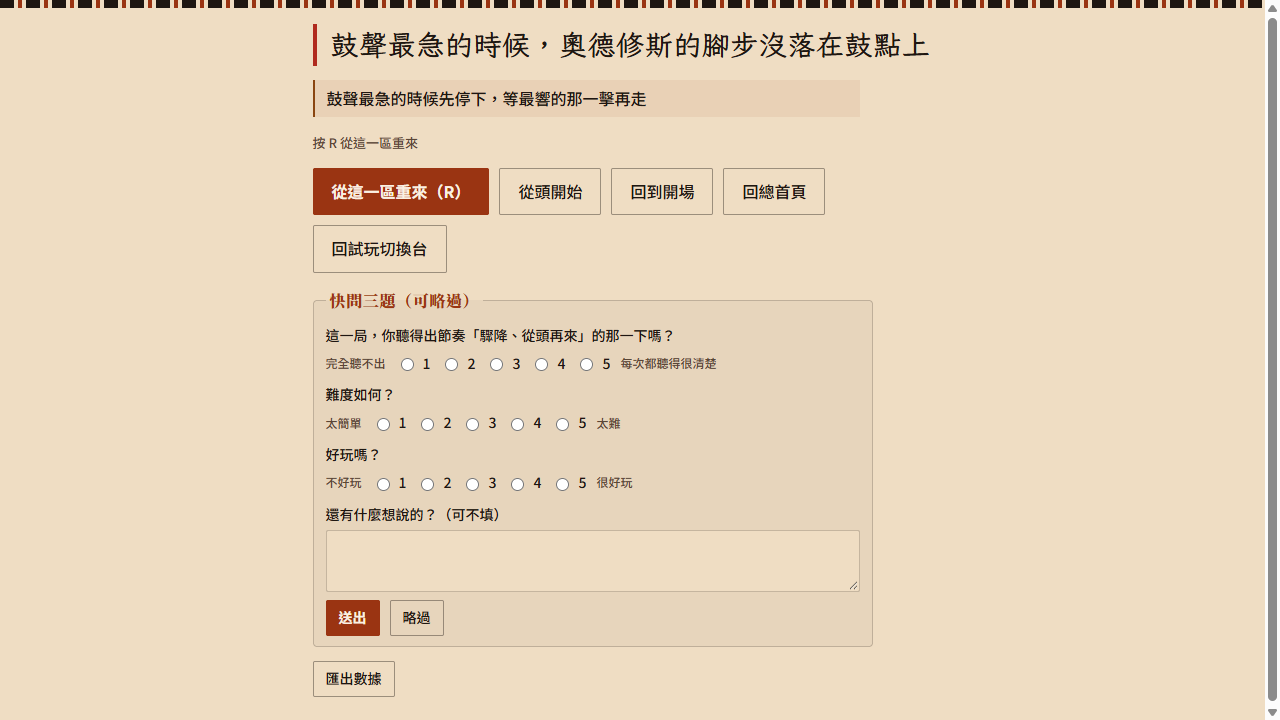 鼓聲最急的時候，奧德修斯的腳步沒落在鼓點上
鼓聲最急的時候先停下，等最響的那一擊再走
按 R 從這一區重來
從這一區重來（R） 從頭開始 回到開場 回總首頁
回試玩切換台
快問三題（可略過）
這一局，你聽得出節奏「驟降、從頭再來」的那一下嗎？
完全聽不出 1 2 3 4 5 每次都聽得很清楚
難度如何？
太簡單 1 2 3 4 5 太難
好玩嗎？
不好玩 1 2 3 4 5 很好玩
還有什麼想說的？（可不填）
送出 略過
匯出數據